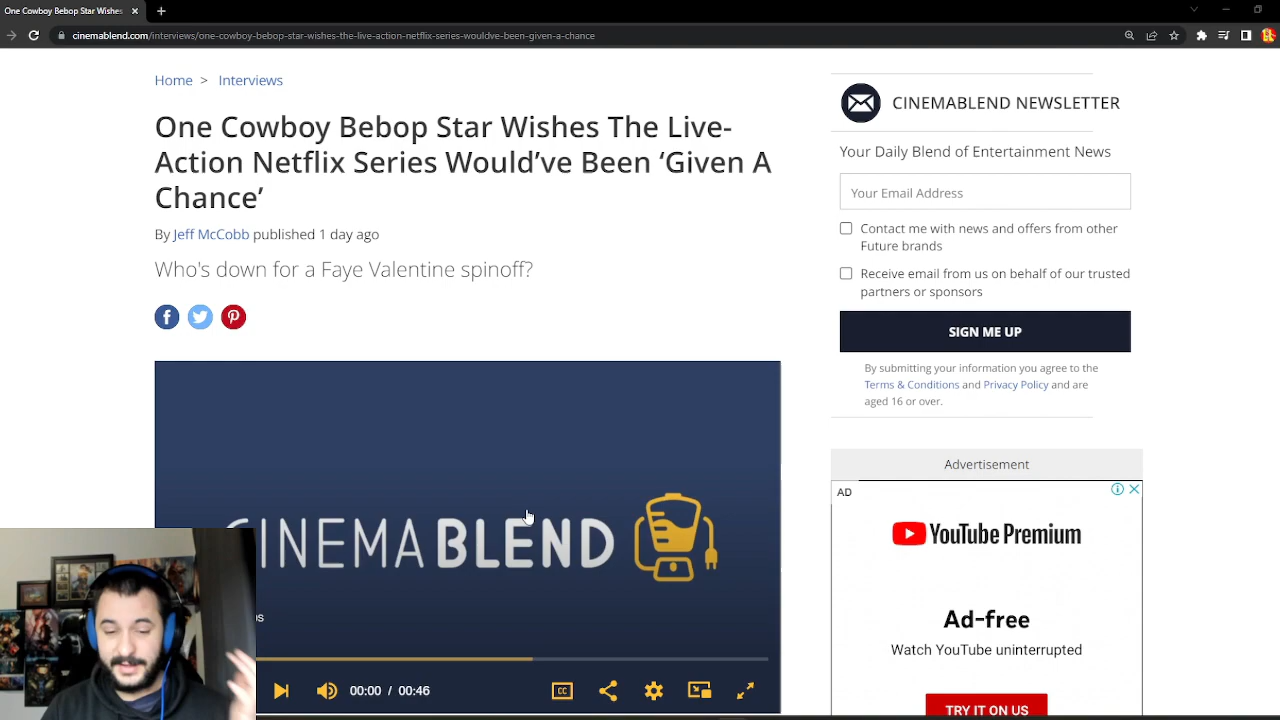 One Cowboy Bebop Star Wishes
cinemablend.com/interviews/one-cowboy-bebop-star-wishes-the-live-action-netflix-series-wouldve-been-given-a-chance
Home > Interviews
One Cowboy Bebop Star Wishes The Live-
Action Netflix Series Would’ve Been ‘Given A
Chance’
By Jeff McCobb published 1 day ago
Who's down for a Faye Valentine spinoff?
CINEMABLEND
00:00 / 00:46
CC
CINEMABLEND NEWSLETTER
Your Daily Blend of Entertainment News
Your Email Address
Contact me with news and offers from other
Future brands
Receive email from us on behalf of our trusted
partners or sponsors
SIGN ME UP
By submitting your information you agree to the
Terms & Conditions and Privacy Policy and are
aged 16 or over.
Advertisement
AD
YouTube Premium
Ad-free
Watch YouTube uninterrupted
TRY IT ON US